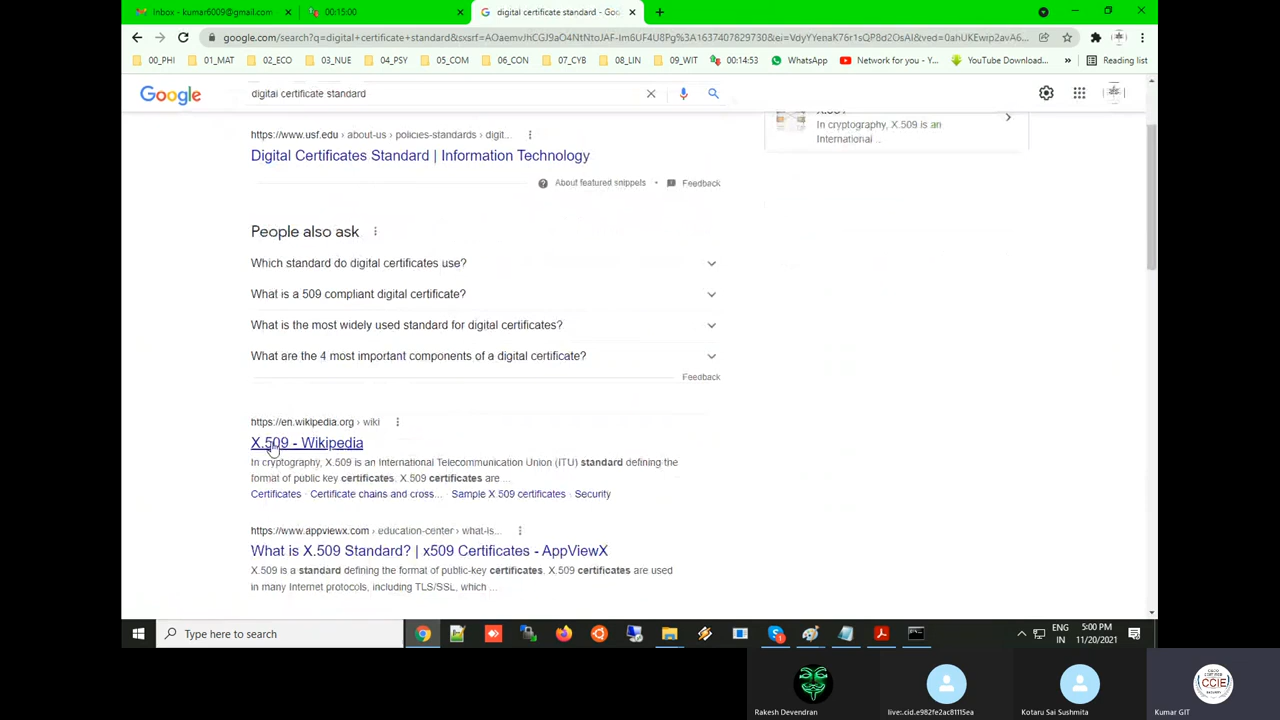 Inbox - kumar6009@gmail.com
00:15:00
digital certificate standard - Goo
google.com/search?q=digital+certificate+standard&sxsrf=
00_PHI
01_MAT
02_ECO
03_NUE
04_PSY
05_COM
06_CON
07_CYB
08_LIN
09_WIT
00:14:53
WhatsApp
Network for you - Y...
YouTube Download...
»
Reading list
Google
digital certificate standard
https://www.usf.edu › about-us › policies-standards › digit...
Digital Certificates Standard | Information Technology
About featured snippets • Feedback
In cryptography, X.509 is an
International ...
People also ask
Which standard do digital certificates use?
What is a 509 compliant digital certificate?
What is the most widely used standard for digital certificates?
What are the 4 most important components of a digital certificate?
Feedback
https://en.wikipedia.org › wiki
X.509 - Wikipedia
In cryptography, X.509 is an International Telecommunication Union (ITU) standard defining the
format of public key certificates. X.509 certificates are ...
Certificates · Certificate chains and cross... · Sample X.509 certificates · Security
https://www.appviewx.com › education-center › what-is...
What is X.509 Standard? | x509 Certificates - AppViewX
X.509 is a standard defining the format of public-key certificates. X.509 certificates are used
in many Internet protocols, including TLS/SSL, which ...
Type here to search
ENG
IN
5:00 PM
11/20/2021
Rakesh Devendran
live:.cid.e982fe2ac8115ea
Kotaru Sai Sushmita
CISCO
CERTIFIED
CCIE
SECURITY
Kumar GIT